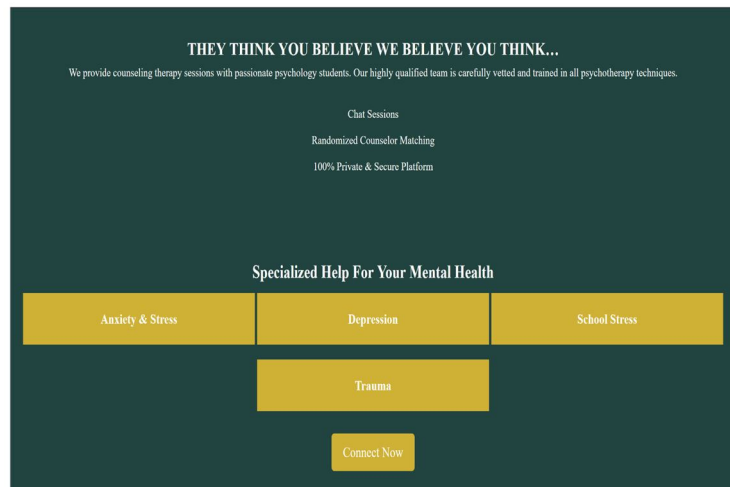 THEY THINK YOU BELIEVE WE BELIEVE YOU THINK...
We provide counseling therapy sessions with passionate psychology students. Our highly qualified team is carefully vetted and trained in all psychotherapy techniques.
Chat Sessions
Randomized Counselor Matching
100% Private & Secure Platform
Specialized Help For Your Mental Health
Anxiety & Stress
Depression
School Stress
Trauma
Connect Now